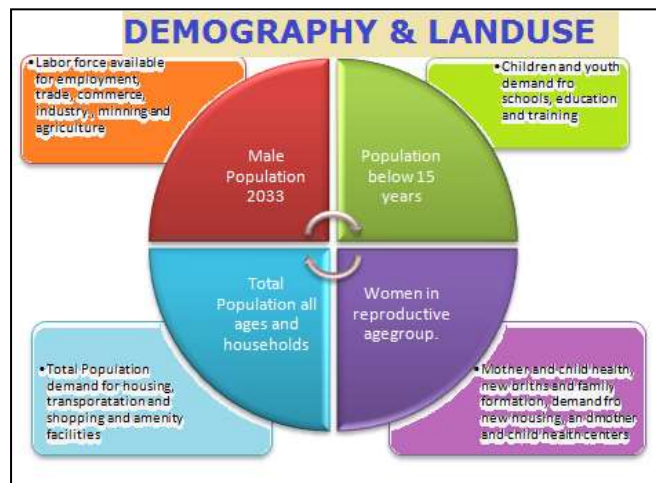 DEMOGRAPHY & LANDUSE
•Labor force available
for employment,
trade, commerce,
industry,, minning and
agriculture
•Children and youth
demand fro
schools, education
and training
Male
Population
2033
Population
below 15
years
Total
Population all
ages and
households
Women in
reproductive
agegroup.
•Total Population
demand for housing,
transporatation and
shopping and amenity
facilities
•Mother and child health,
new briths and family
formation, demand fro
new housing, an dmother
and child health centers